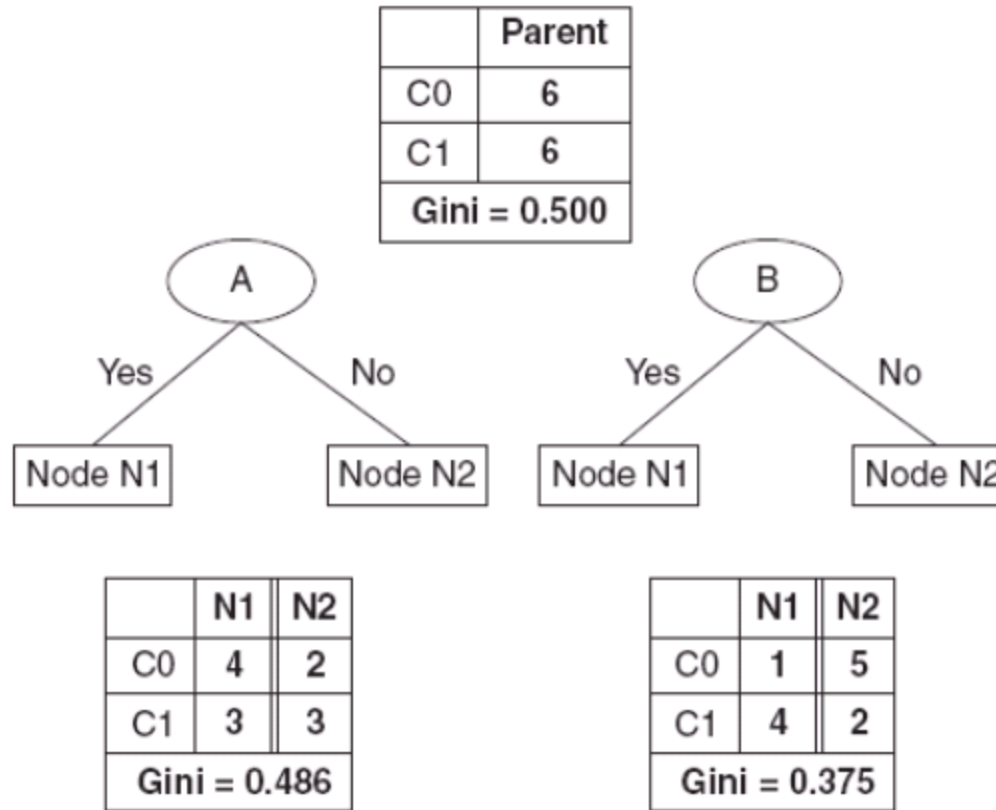 Parent
C0 6
C1 6
Gini = 0.500
A B
Yes No Yes No
Node N1 Node N2 Node N1 Node N2
N1 N2 N1 N2
C0 4 2 C0 1 5
C1 3 3 C1 4 2
Gini = 0.486 Gini = 0.375